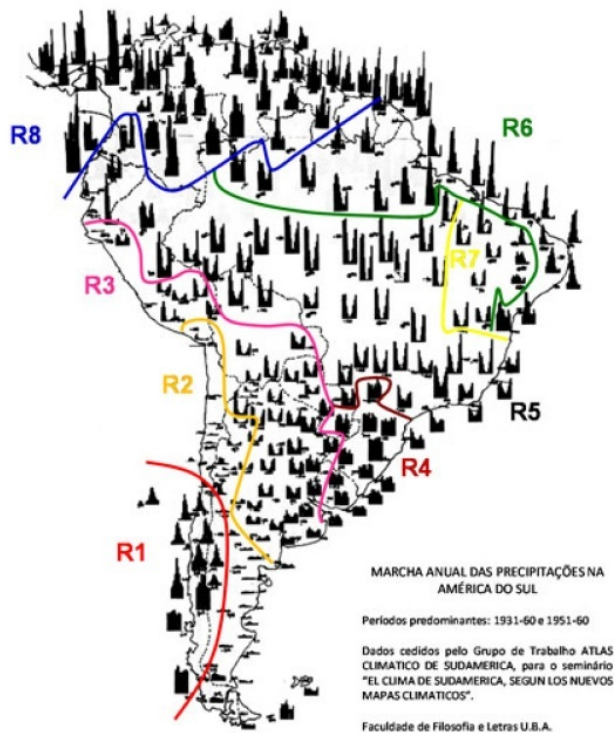 R8
R6
R7
R3
R2
R5
R4
R1
MARCHA ANUAL DAS PRECIPITAÇÕES NA
AMÉRICA DO SUL
Períodos predominantes: 1931-60 e 1951-60
Dados cedidos pelo Grupo de Trabalho ATLAS
CLIMATICO DE SUDAMERICA, para o seminário
"EL CLIMA DE SUDAMERICA, SEGUN LOS NUEVOS
MAPAS CLIMATICOS".
Faculdade de Filosofia e Letras U.B.A.